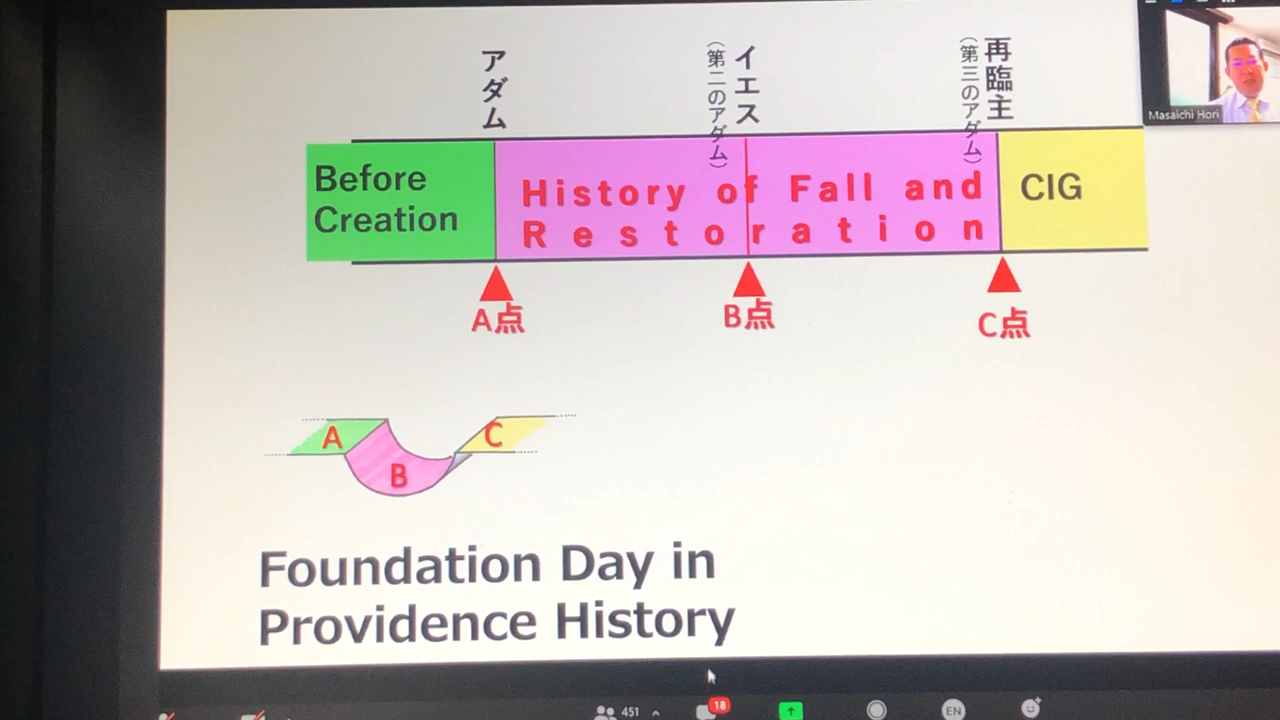 アダム
イエス
(第二のアダム)
再臨主
(第三のアダム)
Masaichi Hori
Before
Creation
History of Fall and
Restoration
CIG
A点
B点
C点
A
B
C
Foundation Day in
Providence History
451
18
EN